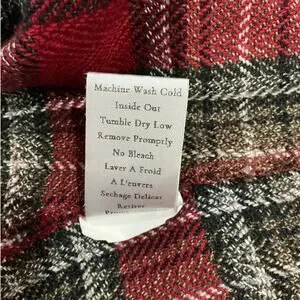 Machine Wash Cold
Inside Out
Tumble Dry Low
Remove Promptly
No Bleach
Laver A Froid
A L'envers
Sechage Delicat
Retirer